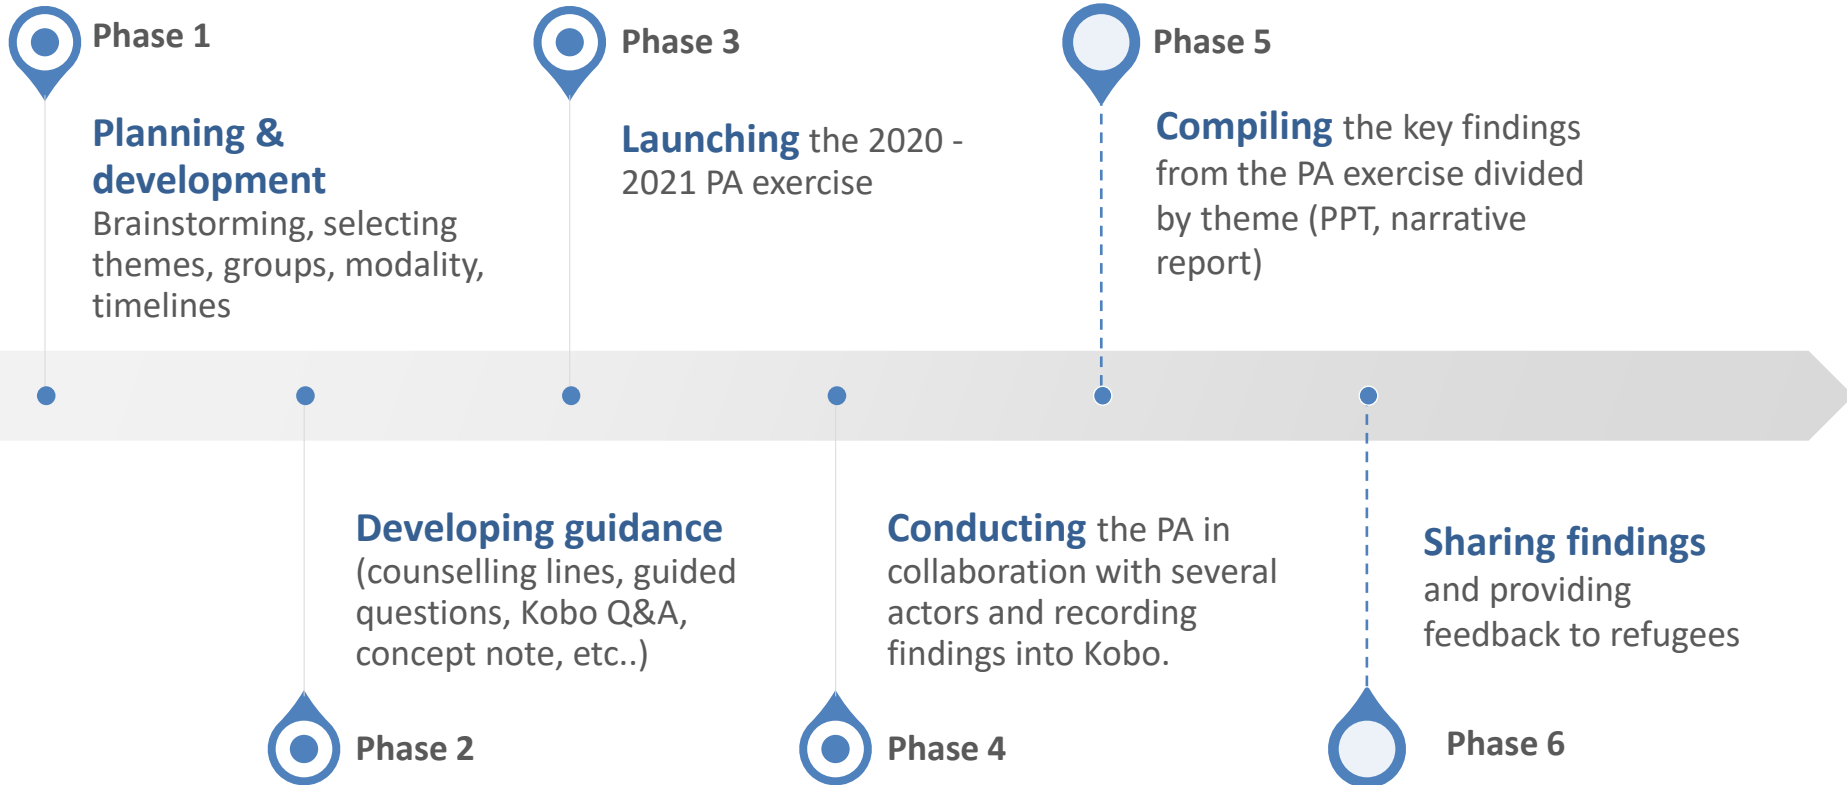 Phase 1
Planning &
development
Brainstorming, selecting
themes, groups, modality,
timelines
Developing guidance
(counselling lines, guided
questions, Kobo Q&A,
concept note, etc..)
Phase 2
Phase 3
Launching the 2020 -
2021 PA exercise
Conducting the PA in
collaboration with several
actors and recording
findings into Kobo.
Phase 4
Phase 5
Compiling the key findings
from the PA exercise divided
by theme (PPT, narrative
report)
Sharing findings
and providing
feedback to refugees
Phase 6